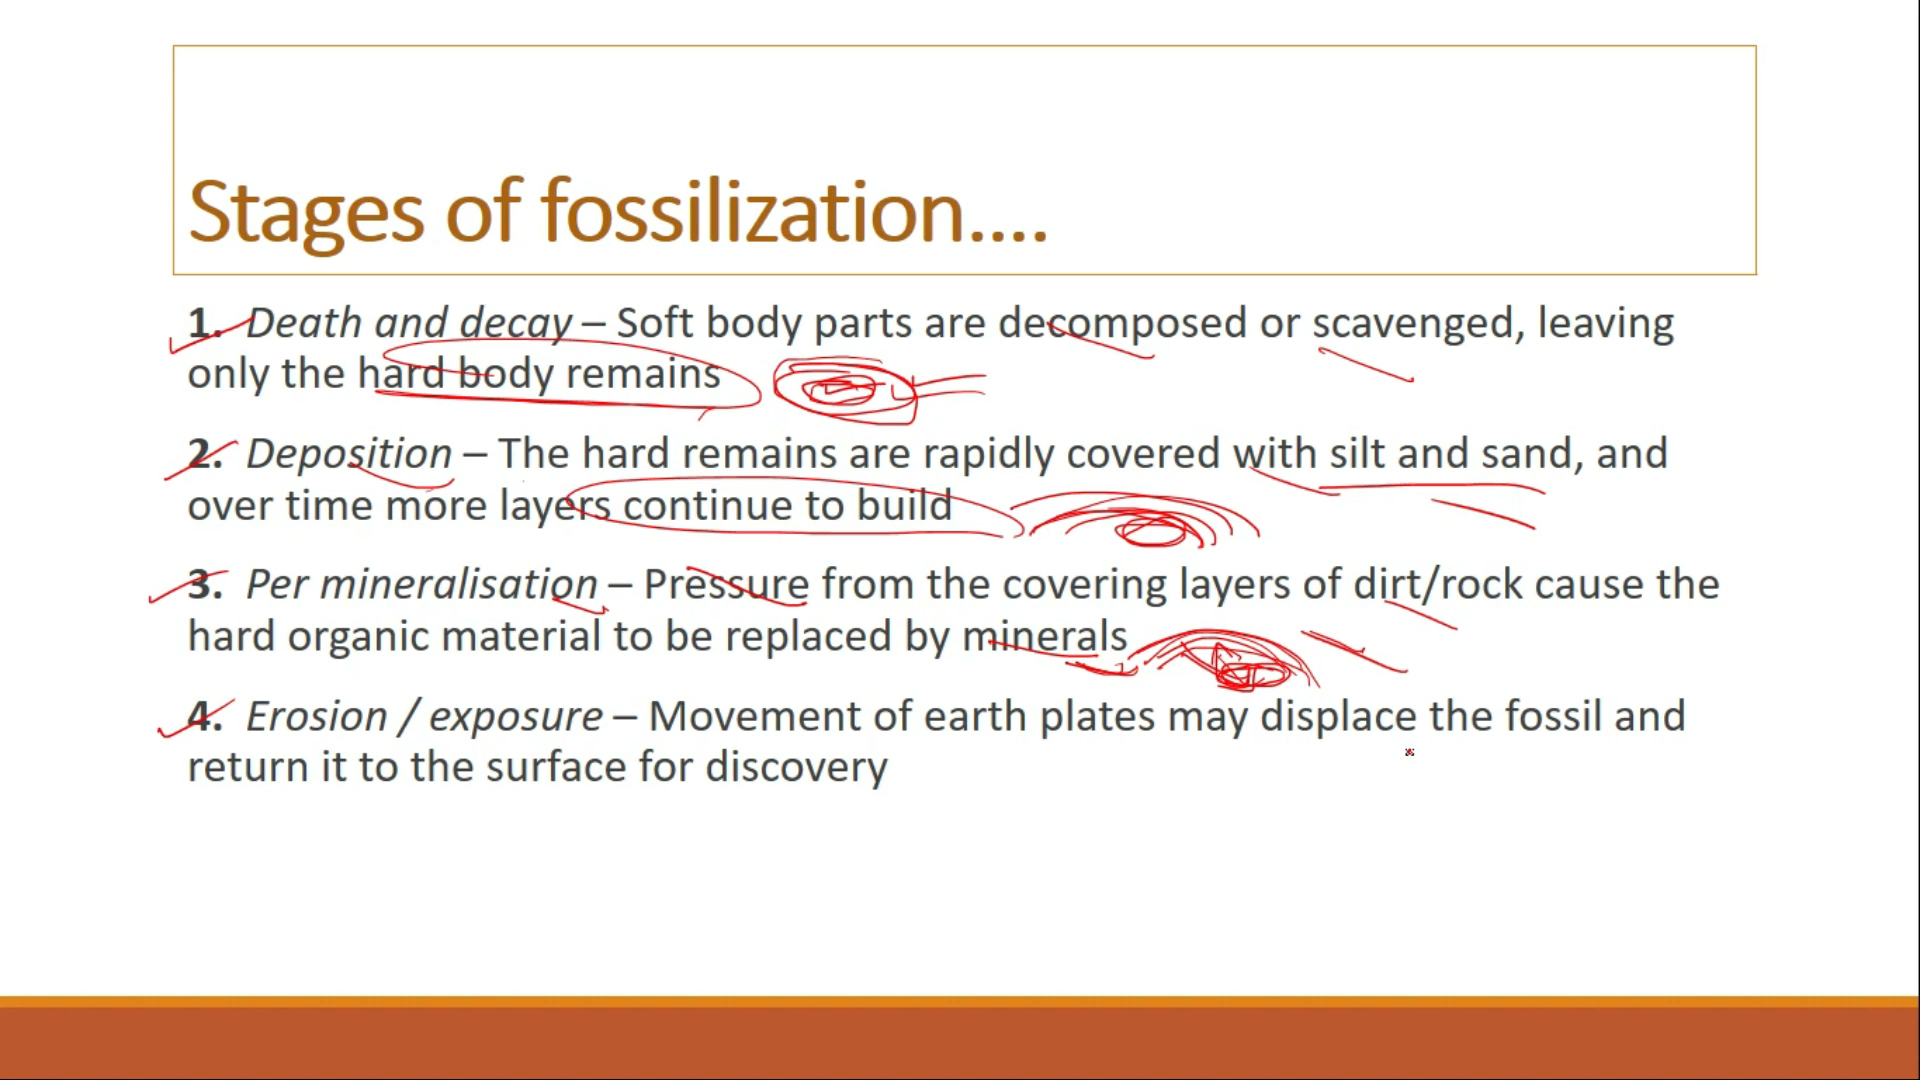 Stages of fossilization....
1. Death and decay – Soft body parts are decomposed or scavenged, leaving
only the hard body remains
2. Deposition – The hard remains are rapidly covered with silt and sand, and
over time more layers continue to build
3. Per mineralisation – Pressure from the covering layers of dirt/rock cause the
hard organic material to be replaced by minerals
4. Erosion / exposure – Movement of earth plates may displace the fossil and
return it to the surface for discovery